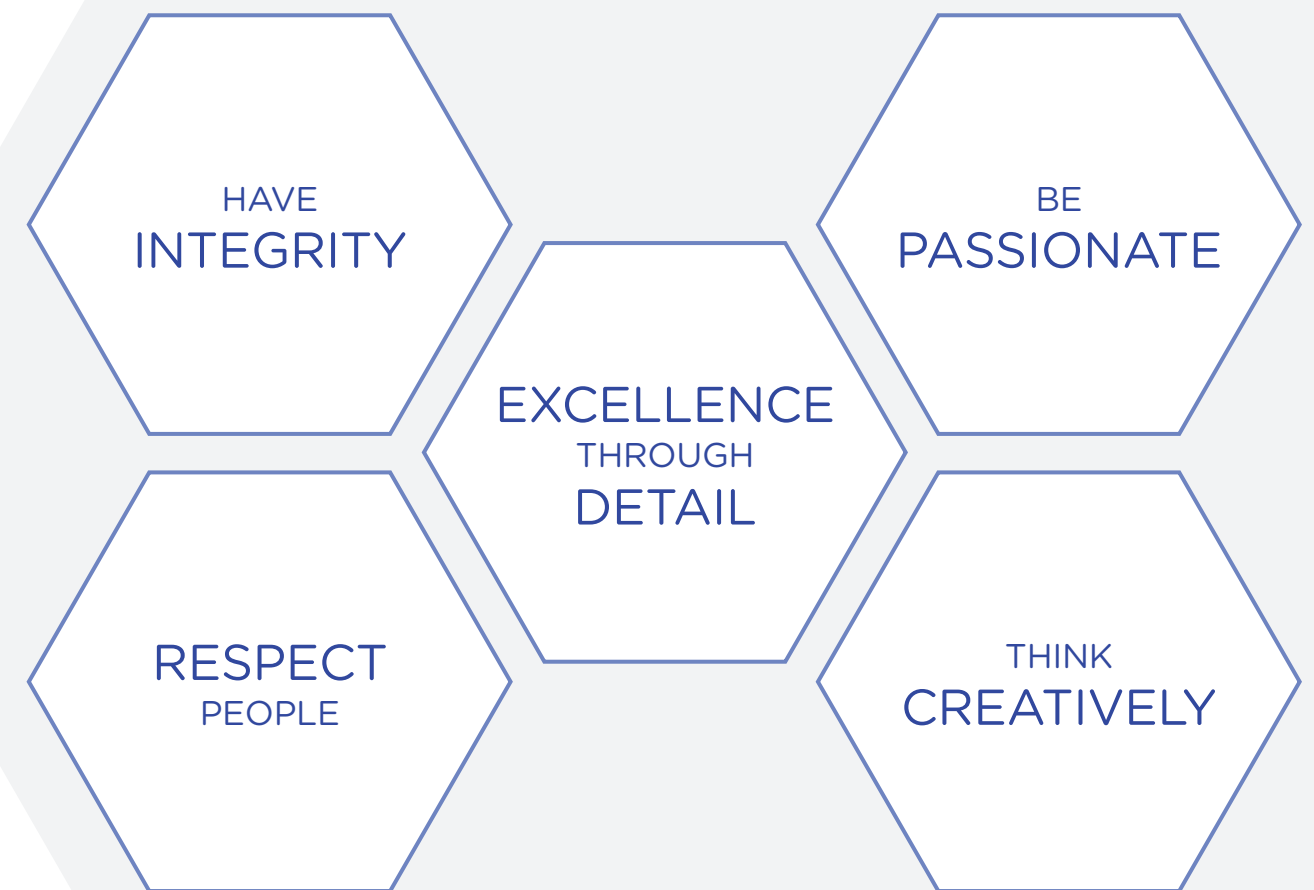 HAVE
INTEGRITY
BE
PASSIONATE
EXCELLENCE
THROUGH
DETAIL
RESPECT
PEOPLE
THINK
CREATIVELY